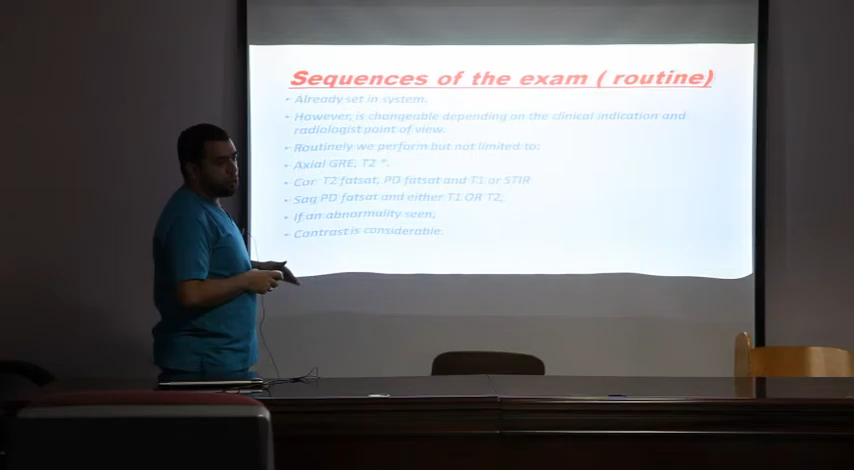 Sequences of the exam ( routine)
• Already set in system.
• However, is changeable depending on the clinical indication and
radiologist point of view.
• Routinely we perform but not limited to:
• Axial GRE, T2 *.
• Cor: T2 fatsat, PD fatsat and T1 or STIR
• Sag PD fatsat and either T1 OR T2,
• If an abnormality seen,
• Contrast is considerable.